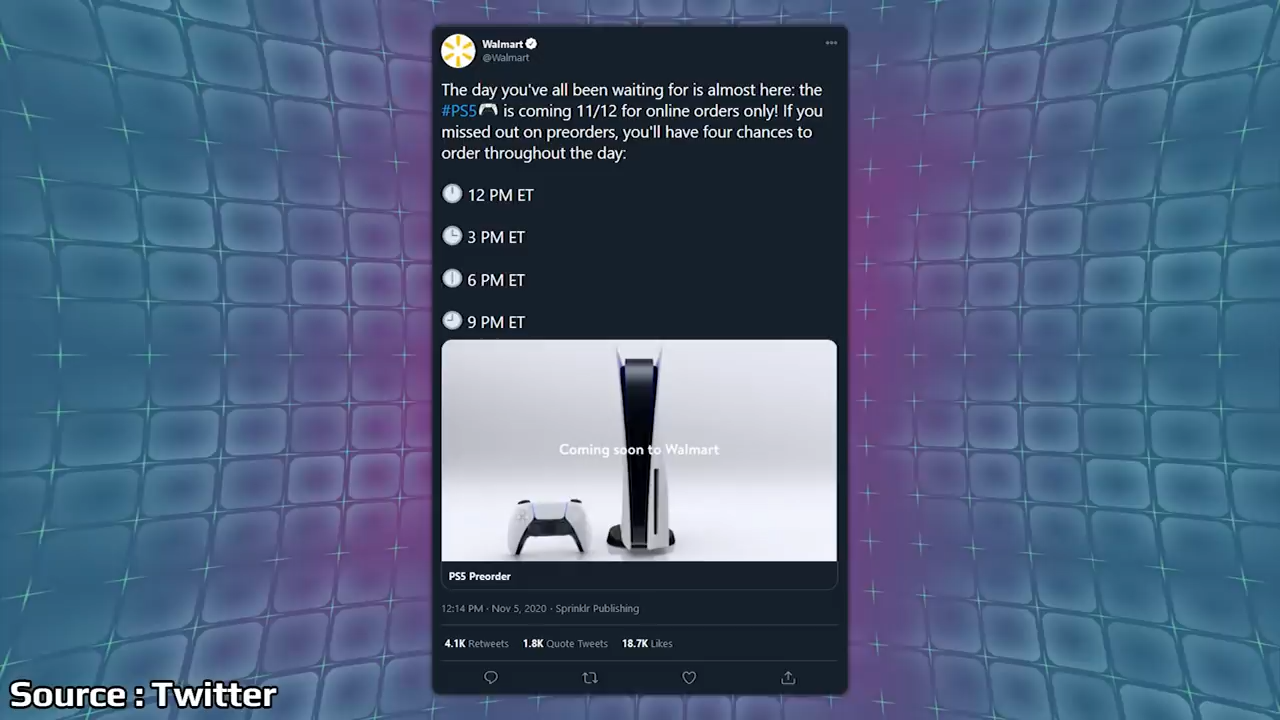 Walmart
@Walmart
The day you've all been waiting for is almost here: the
#PS5🎮 is coming 11/12 for online orders only! If you
missed out on preorders, you'll have four chances to
order throughout the day:
🕛 12 PM ET
🕒 3 PM ET
🕕 6 PM ET
🕘 9 PM ET
Coming soon to Walmart
PS5 Preorder
12:14 PM · Nov 5, 2020 · Sprinklr Publishing
4.1K Retweets 1.8K Quote Tweets 18.7K Likes
Source : Twitter